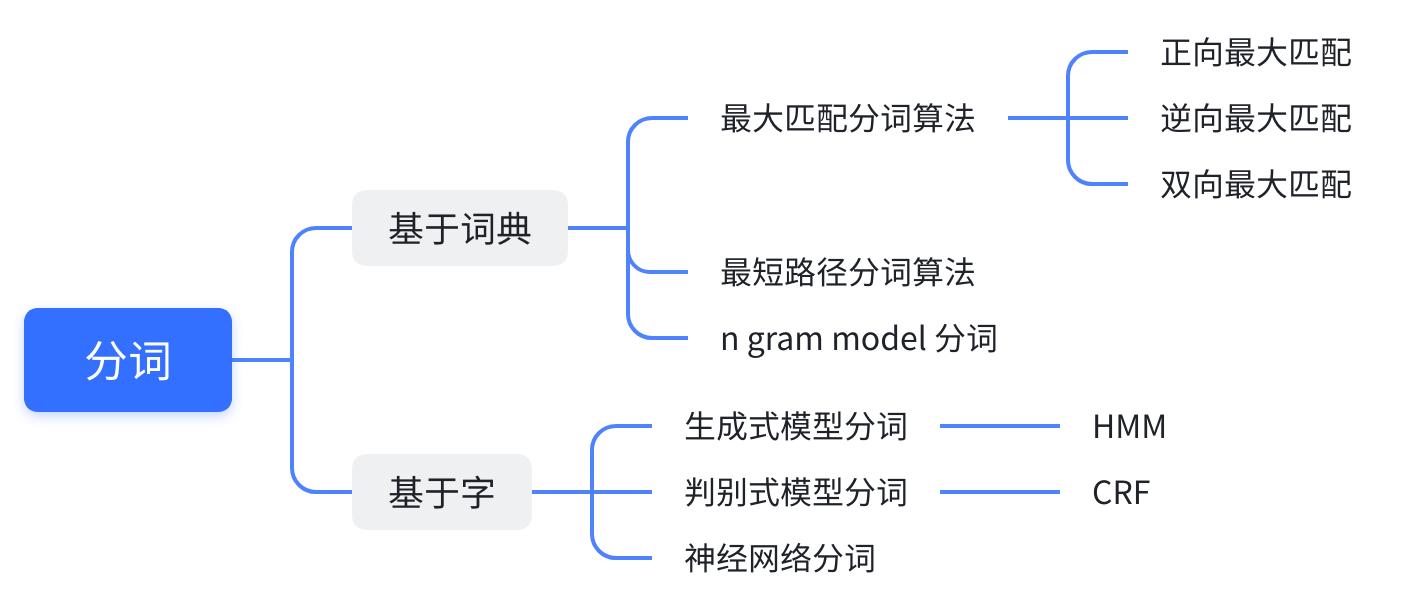 分词
基于词典
最大匹配分词算法
正向最大匹配
逆向最大匹配
双向最大匹配
最短路径分词算法
n gram model 分词
基于字
生成式模型分词
HMM
判别式模型分词
CRF
神经网络分词